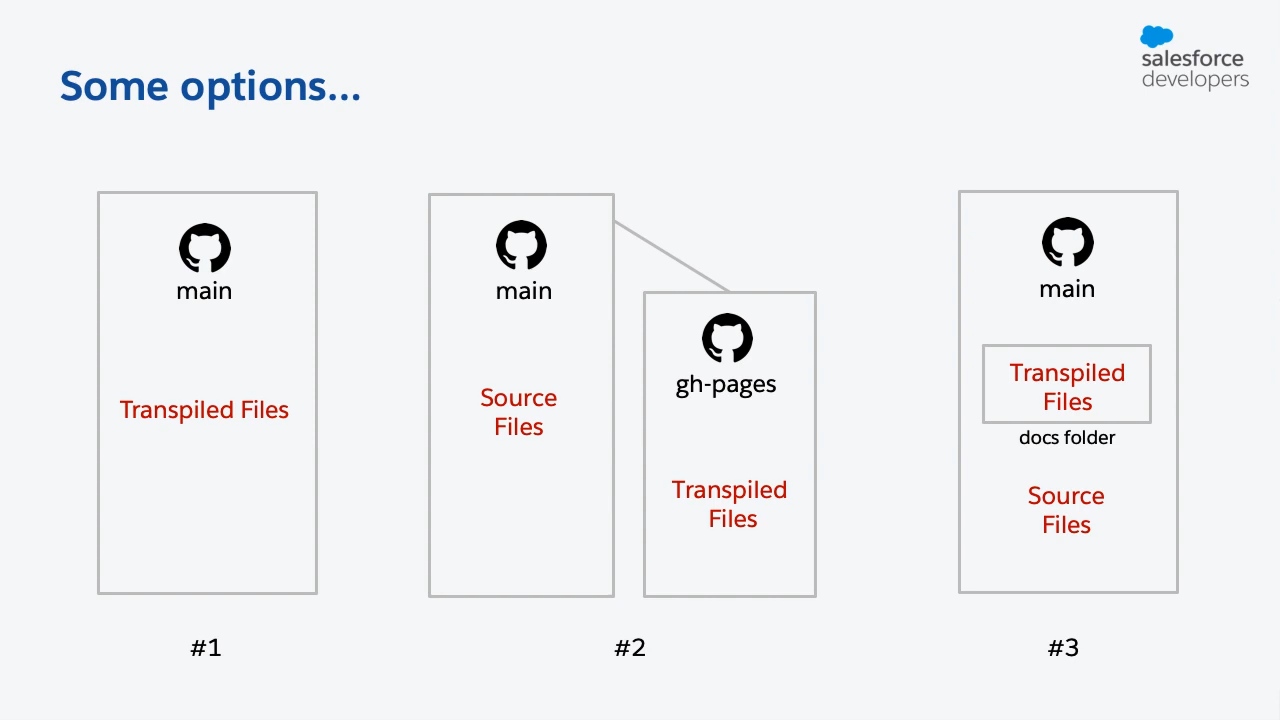 Some options...
salesforce
developers
main
Transpiled Files
#1
main
Source
Files
gh-pages
Transpiled
Files
#2
main
Transpiled
Files
docs folder
Source
Files
#3